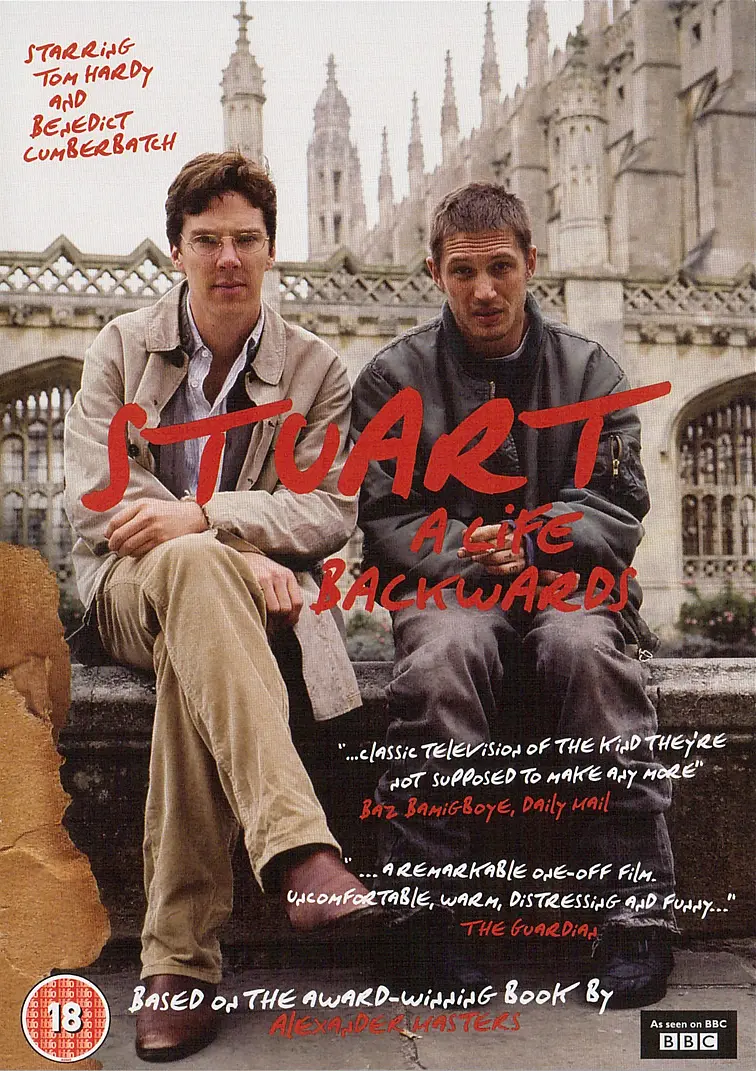 STARRING
TOM HARDY
AND
BENEDICT
CUMBERBATCH
STUART
A LIFE
BACKWARDS
"...CLASSIC TELEVISION OF THE KIND THEY'RE
NOT SUPPOSED TO MAKE ANY MORE"
BAZ BAMIGBOYE, DAILY MAIL
"... A REMARKABLE ONE-OFF FILM.
UNCOMFORTABLE, WARM, DISTRESSING AND FUNNY..."
THE GUARDIAN
BASED ON THE AWARD-WINNING BOOK BY
ALEXANDER MASTERS
18
As seen on BBC
BBC